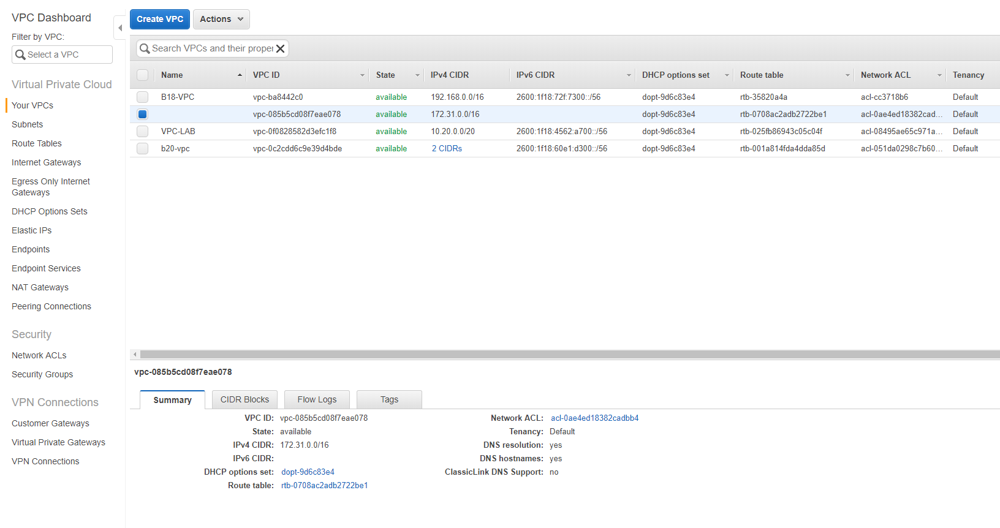 VPC Dashboard
Filter by VPC:
Select a VPC
Virtual Private Cloud
Your VPCs
Subnets
Route Tables
Internet Gateways
Egress Only Internet
Gateways
DHCP Options Sets
Elastic IPs
Endpoints
Endpoint Services
NAT Gateways
Peering Connections
Security
Network ACLs
Security Groups
VPN Connections
Customer Gateways
Virtual Private Gateways
VPN Connections
Create VPC Actions
Search VPCs and their proper
Name VPC ID State IPv4 CIDR IPv6 CIDR DHCP options set Route table Network ACL Tenancy
B18-VPC vpc-ba8442c0 available 192.168.0.0/16 2600:1f18:72f:7300::/56 dopt-9d6c83e4 rtb-35820a4a acl-cc3718b6 Default
vpc-085b5cd08f7eae078 available 172.31.0.0/16 dopt-9d6c83e4 rtb-0708ac2adb2722be1 acl-0ae4ed18382cad... Default
VPC-LAB vpc-0f0828582d3efc1f8 available 10.20.0.0/20 2600:1f18:4562:a700::/56 dopt-9d6c83e4 rtb-025fb86943c05c04f acl-08495ae65c971a... Default
b20-vpc vpc-0c2cdd6c9e39d4bde available 2 CIDRs 2600:1f18:60e1:d300::/56 dopt-9d6c83e4 rtb-001a814fda4dda85d acl-051da0298c7b60... Default
vpc-085b5cd08f7eae078
Summary CIDR Blocks Flow Logs Tags
VPC ID: vpc-085b5cd08f7eae078 Network ACL: acl-0ae4ed18382cadbb4
State: available Tenancy: Default
IPv4 CIDR: 172.31.0.0/16 DNS resolution: yes
IPv6 CIDR: DNS hostnames: yes
DHCP options set: dopt-9d6c83e4 ClassicLink DNS Support: no
Route table: rtb-0708ac2adb2722be1